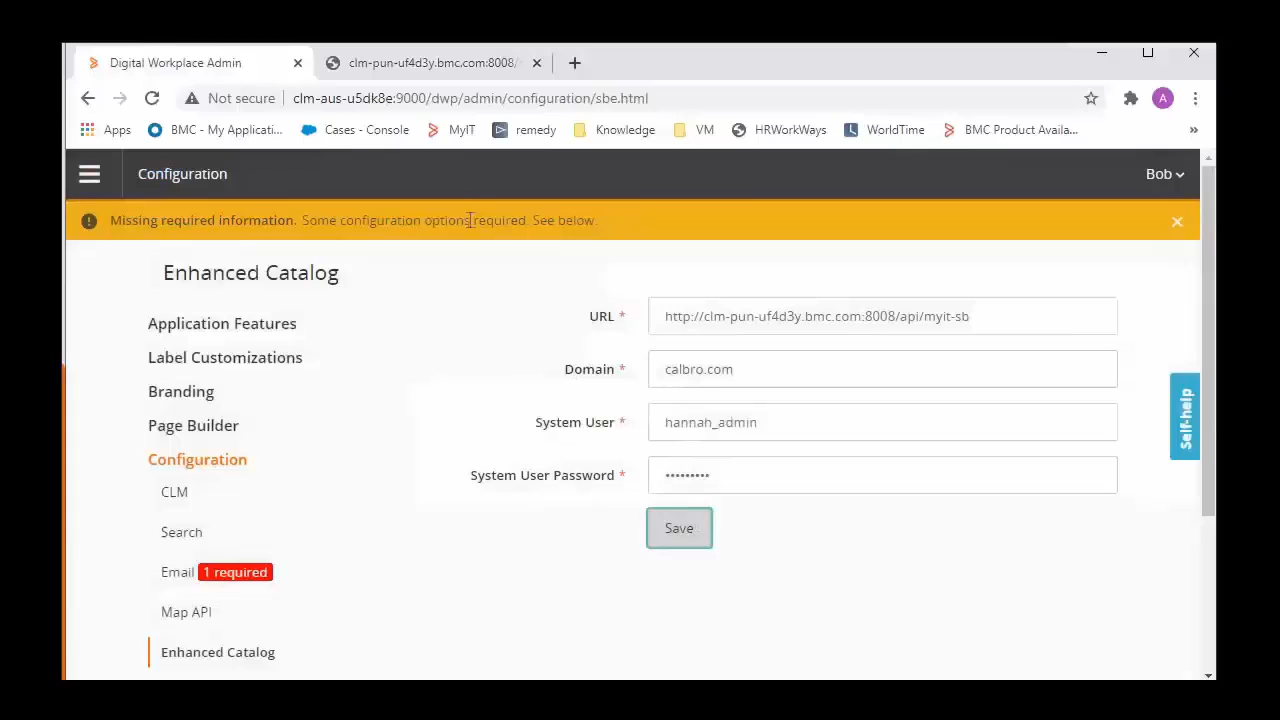 Digital Workplace Admin
clm-pun-uf4d3y.bmc.com:8008/
Not secure clm-aus-u5dk8e:9000/dwp/admin/configuration/sbe.html A
Apps BMC - My Applicati... Cases - Console MyIT remedy Knowledge VM HRWorkWays WorldTime BMC Product Availa... »
Configuration Bob
Missing required information. Some configuration options required. See below.
Enhanced Catalog
Application Features
Label Customizations
Branding
Page Builder
Configuration
CLM
Search
Email 1 required
Map API
Enhanced Catalog
URL * http://clm-pun-uf4d3y.bmc.com:8008/api/myit-sb
Domain * calbro.com
System User * hannah_admin
System User Password * •••••••••
Save
Self-help